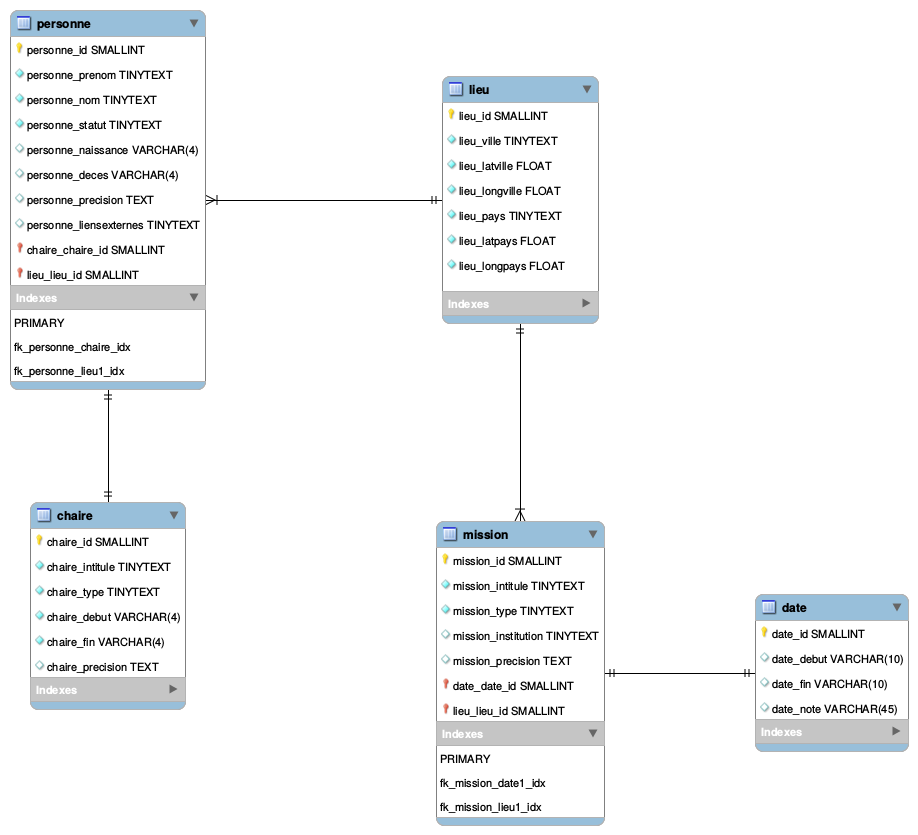 personne
personne_id SMALLINT
personne_prenom TINYTEXT
personne_nom TINYTEXT
personne_statut TINYTEXT
personne_naissance VARCHAR(4)
personne_deces VARCHAR(4)
personne_precision TEXT
personne_liensexternes TINYTEXT
chaire_chaire_id SMALLINT
lieu_lieu_id SMALLINT
Indexes
PRIMARY
fk_personne_chaire_idx
fk_personne_lieu1_idx
lieu
lieu_id SMALLINT
lieu_ville TINYTEXT
lieu_latville FLOAT
lieu_longville FLOAT
lieu_pays TINYTEXT
lieu_latpays FLOAT
lieu_longpays FLOAT
Indexes
chaire
chaire_id SMALLINT
chaire_intitule TINYTEXT
chaire_type TINYTEXT
chaire_debut VARCHAR(4)
chaire_fin VARCHAR(4)
chaire_precision TEXT
Indexes
mission
mission_id SMALLINT
mission_intitule TINYTEXT
mission_type TINYTEXT
mission_institution TINYTEXT
mission_precision TEXT
date_date_id SMALLINT
lieu_lieu_id SMALLINT
Indexes
PRIMARY
fk_mission_date1_idx
fk_mission_lieu1_idx
date
date_id SMALLINT
date_debut VARCHAR(10)
date_fin VARCHAR(10)
date_note VARCHAR(45)
Indexes